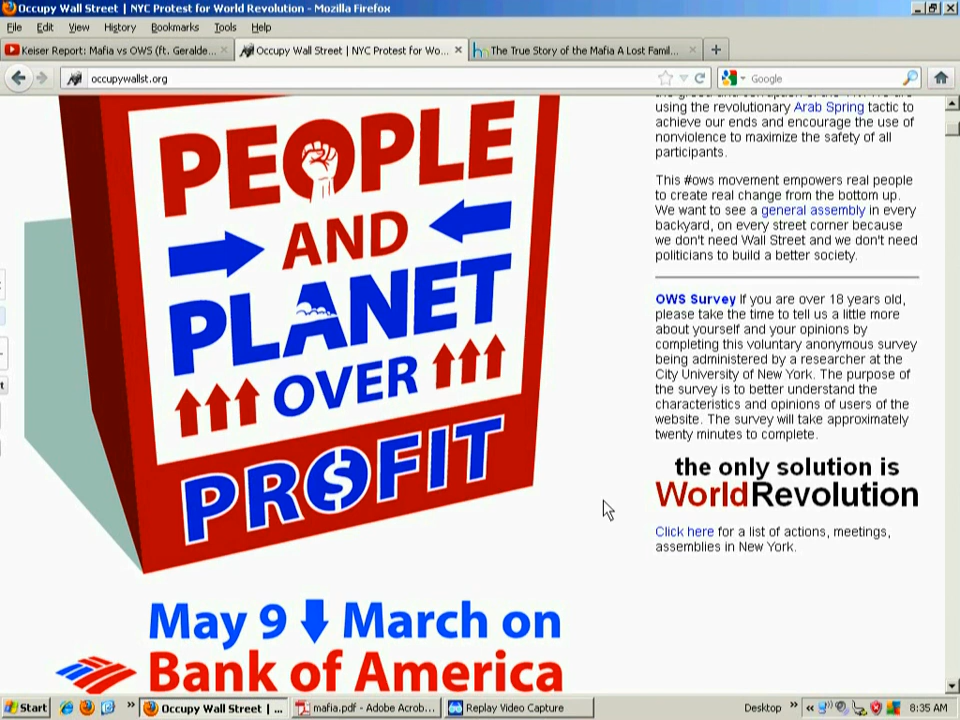 Occupy Wall Street | NYC Protest for World Revolution - Mozilla Firefox
File Edit View History Bookmarks Tools Help
Keiser Report: Mafia vs OWS (ft. Geralde...
Occupy Wall Street | NYC Protest for Wo...
The True Story of the Mafia A Lost Famil...
occupywallst.org
Google
PEOPLE
AND
PLANET
OVER
PROFIT
May 9 March on
Bank of America
using the revolutionary Arab Spring tactic to
achieve our ends and encourage the use of
nonviolence to maximize the safety of all
participants.
This #ows movement empowers real people
to create real change from the bottom up.
We want to see a general assembly in every
backyard, on every street corner because
we don't need Wall Street and we don't need
politicians to build a better society.
OWS Survey If you are over 18 years old,
please take the time to tell us a little more
about yourself and your opinions by
completing this voluntary anonymous survey
being administered by a researcher at the
City University of New York. The purpose of
the survey is to better understand the
characteristics and opinions of users of the
website. The survey will take approximately
twenty minutes to complete.
the only solution is
WorldRevolution
Click here for a list of actions, meetings,
assemblies in New York.
Start
Occupy Wall Street | ...
mafia.pdf - Adobe Acrob...
Replay Video Capture
Desktop
8:35 AM